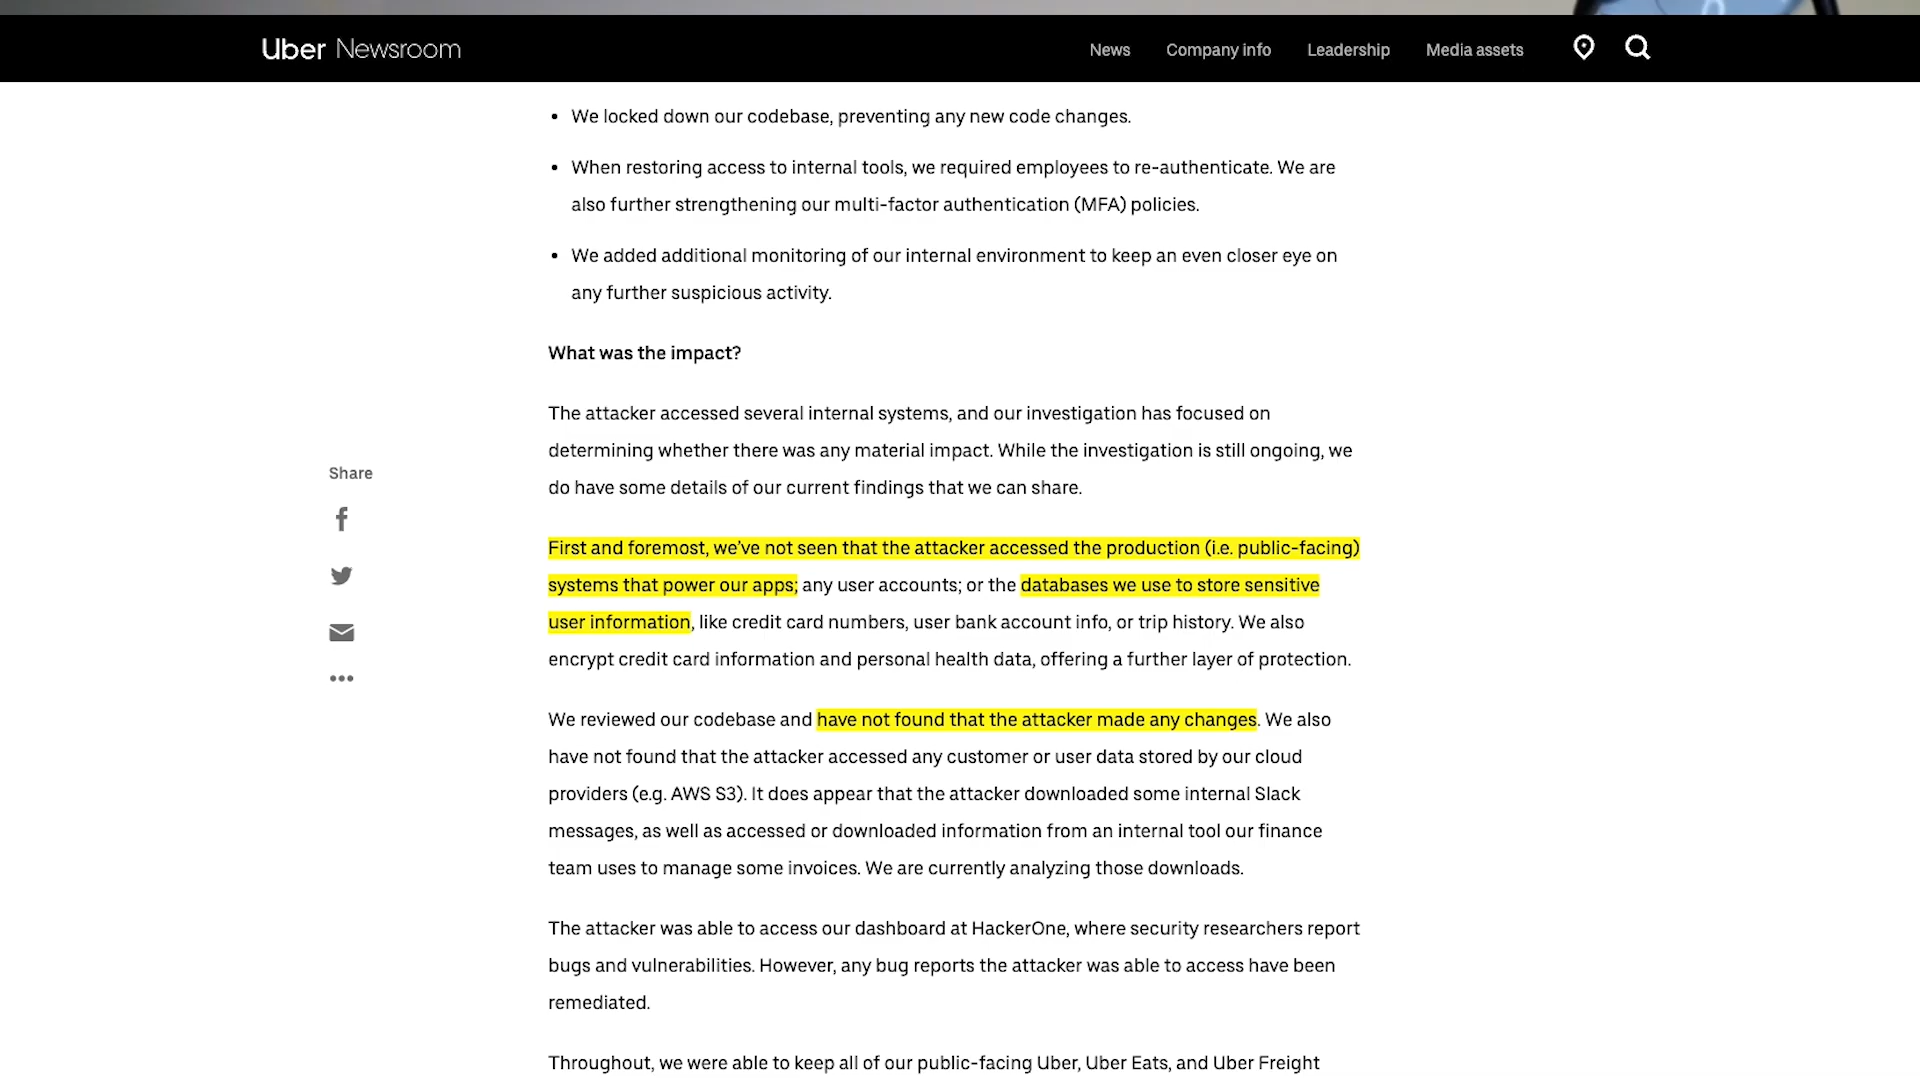 Uber Newsroom
News Company info Leadership Media assets
• We locked down our codebase, preventing any new code changes.
• When restoring access to internal tools, we required employees to re-authenticate. We are
also further strengthening our multi-factor authentication (MFA) policies.
• We added additional monitoring of our internal environment to keep an even closer eye on
any further suspicious activity.
What was the impact?
The attacker accessed several internal systems, and our investigation has focused on
determining whether there was any material impact. While the investigation is still ongoing, we
do have some details of our current findings that we can share.
Share
First and foremost, we’ve not seen that the attacker accessed the production (i.e. public-facing)
systems that power our apps; any user accounts; or the databases we use to store sensitive
user information, like credit card numbers, user bank account info, or trip history. We also
encrypt credit card information and personal health data, offering a further layer of protection.
We reviewed our codebase and have not found that the attacker made any changes. We also
have not found that the attacker accessed any customer or user data stored by our cloud
providers (e.g. AWS S3). It does appear that the attacker downloaded some internal Slack
messages, as well as accessed or downloaded information from an internal tool our finance
team uses to manage some invoices. We are currently analyzing those downloads.
The attacker was able to access our dashboard at HackerOne, where security researchers report
bugs and vulnerabilities. However, any bug reports the attacker was able to access have been
remediated.
Throughout, we were able to keep all of our public-facing Uber, Uber Eats, and Uber Freight